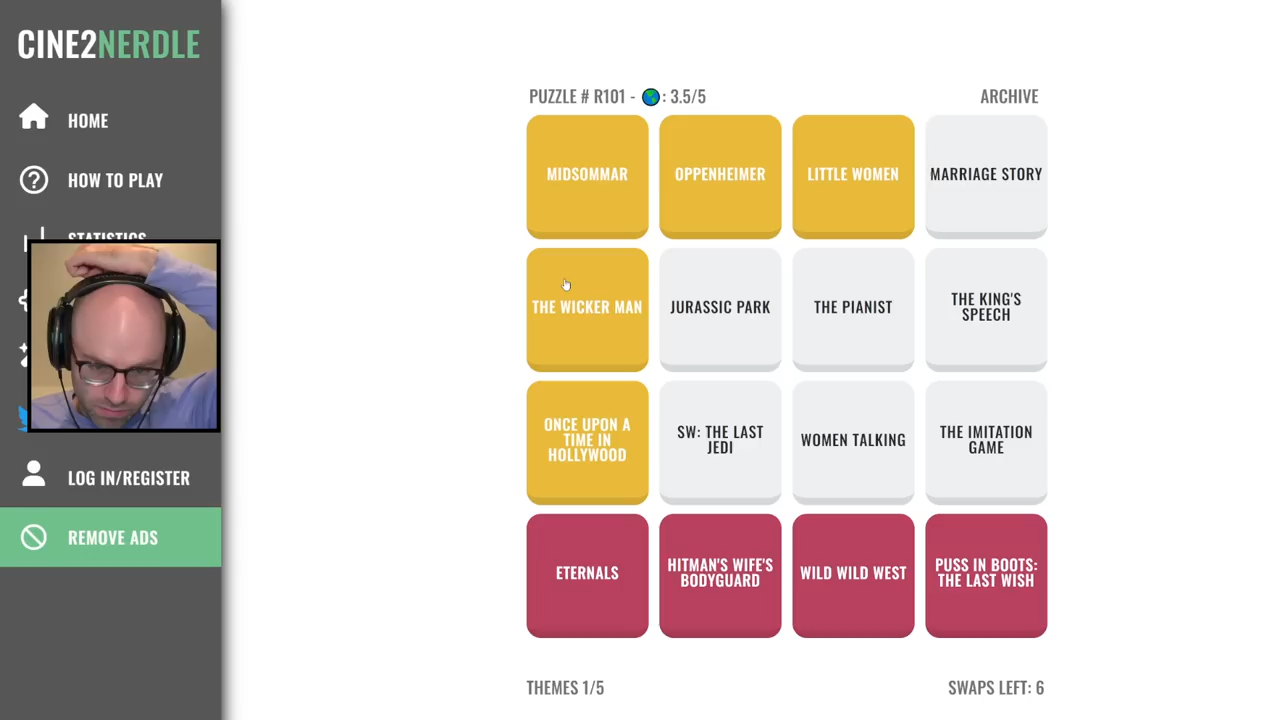 CINE2NERDLE
HOME
HOW TO PLAY
STATISTICS
LOG IN/REGISTER
REMOVE ADS
PUZZLE # R101 - 🌎: 3.5/5
ARCHIVE
MIDSOMMAR
OPPENHEIMER
LITTLE WOMEN
MARRIAGE STORY
THE WICKER MAN
JURASSIC PARK
THE PIANIST
THE KING'S
SPEECH
ONCE UPON A
TIME IN
HOLLYWOOD
SW: THE LAST
JEDI
WOMEN TALKING
THE IMITATION
GAME
ETERNALS
HITMAN'S WIFE'S
BODYGUARD
WILD WILD WEST
PUSS IN BOOTS:
THE LAST WISH
THEMES 1/5
SWAPS LEFT: 6